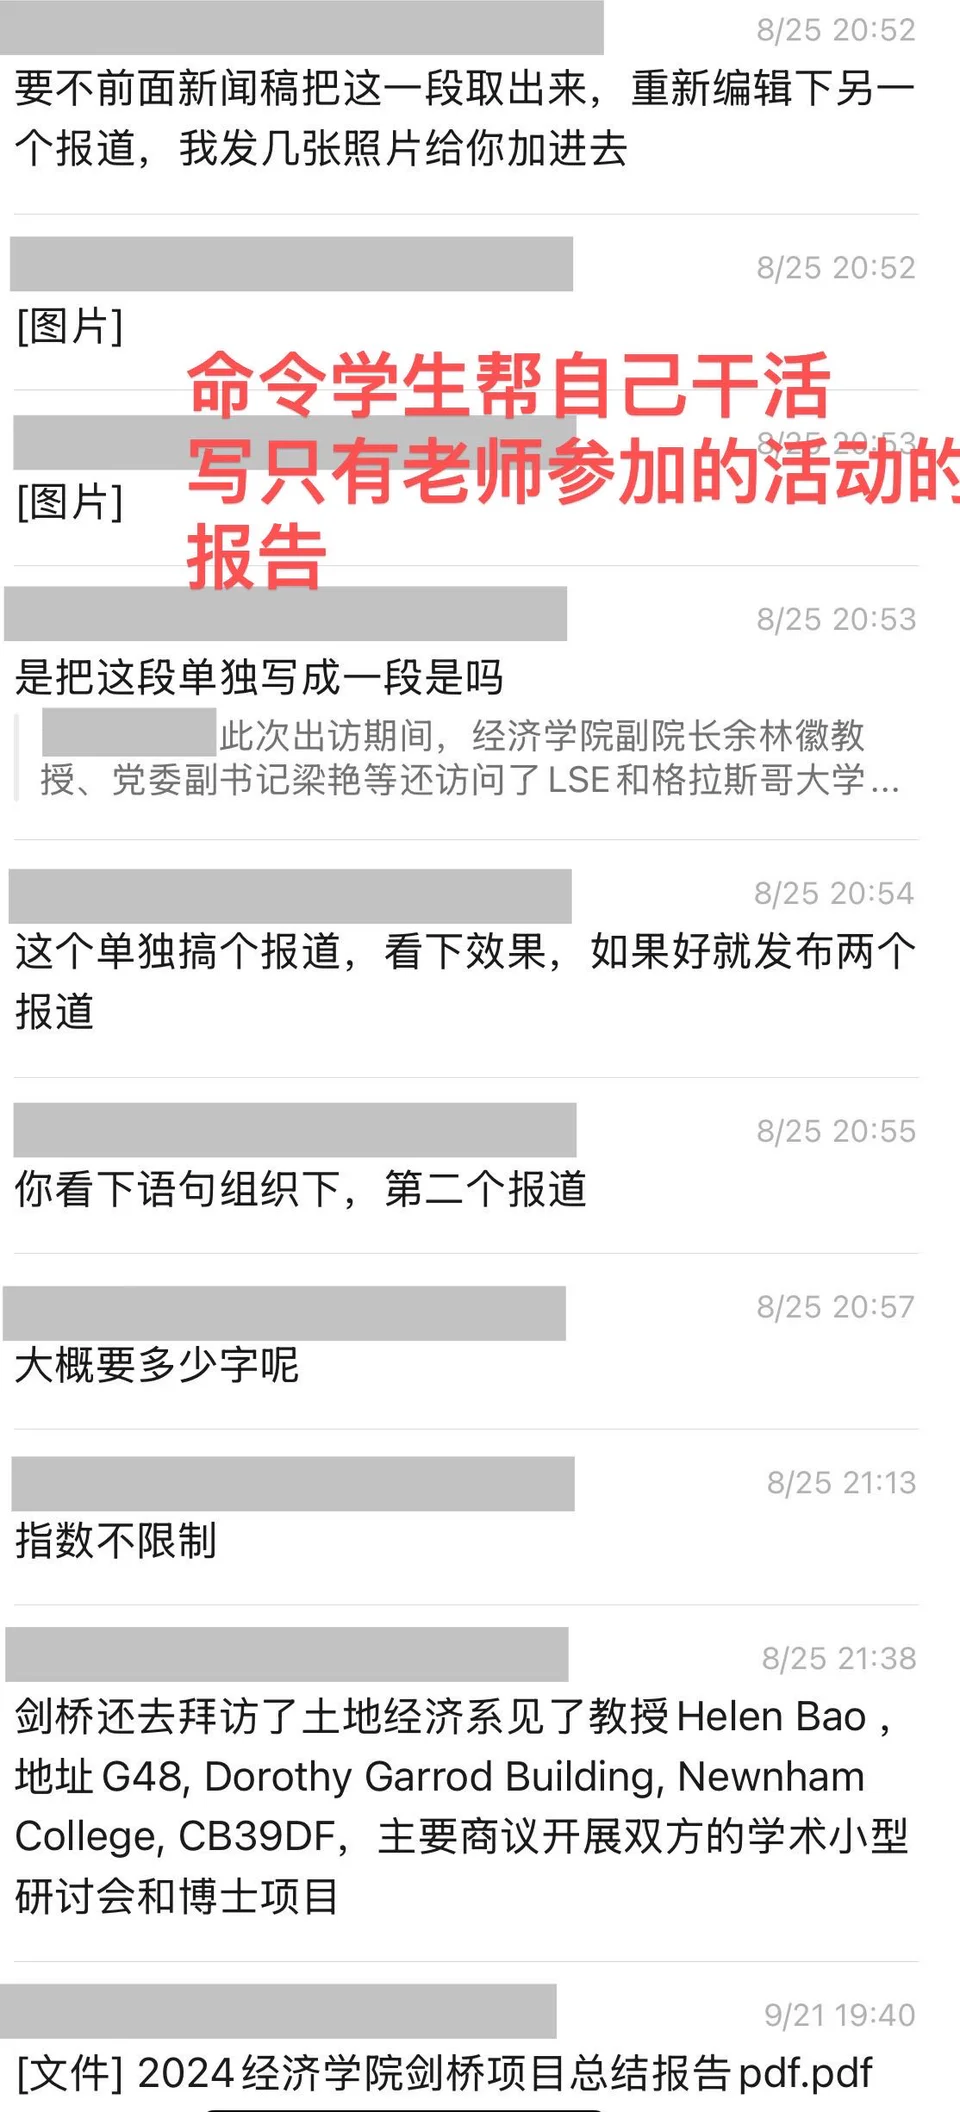 8/25 20:52
要不前面新闻稿把这一段取出来，重新编辑下另一
个报道，我发几张照片给你加进去
8/25 20:52
[图片]
命令学生帮自己干活
8/25 20:53
写只有老师参加的活动的
[图片]
报告
8/25 20:53
是把这段单独写成一段是吗
此次出访期间，经济学院副院长余林徽教
授、党委副书记梁艳等还访问了LSE和格拉斯哥大学...
8/25 20:54
这个单独搞个报道，看下效果，如果好就发布两个
报道
8/25 20:55
你看下语句组织下，第二个报道
8/25 20:57
大概要多少字呢
8/25 21:13
指数不限制
8/25 21:38
剑桥还去拜访了土地经济系见了教授Helen Bao，
地址G48, Dorothy Garrod Building, Newnham
College, CB39DF，主要商议开展双方的学术小型
研讨会和博士项目
9/21 19:40
[文件] 2024经济学院剑桥项目总结报告pdf.pdf